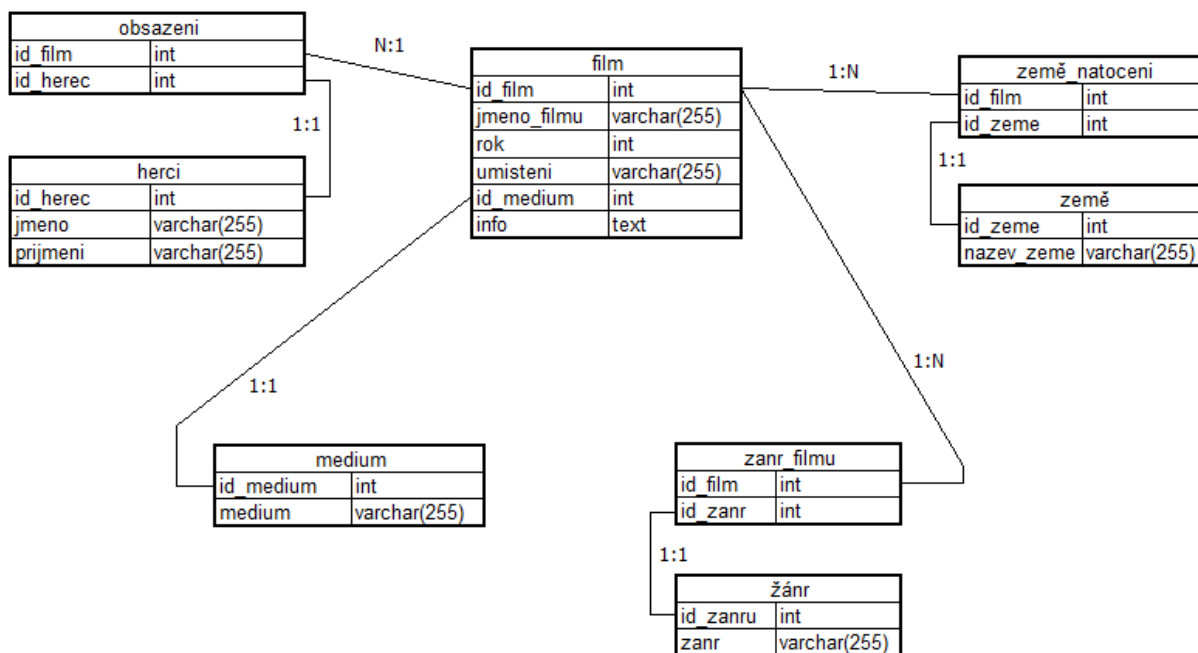 obsazeni
id_film int
id_herec int
N:1
1:1
herci
id_herec int
jmeno varchar(255)
prijmeni varchar(255)
film
id_film int
jmeno_filmu varchar(255)
rok int
umisteni varchar(255)
id_medium int
info text
1:N
země_natoceni
id_film int
id_zeme int
1:1
země
id_zeme int
nazev_zeme varchar(255)
1:1
medium
id_medium int
medium varchar(255)
1:N
zanr_filmu
id_film int
id_zanr int
1:1
žánr
id_zanru int
zanr varchar(255)